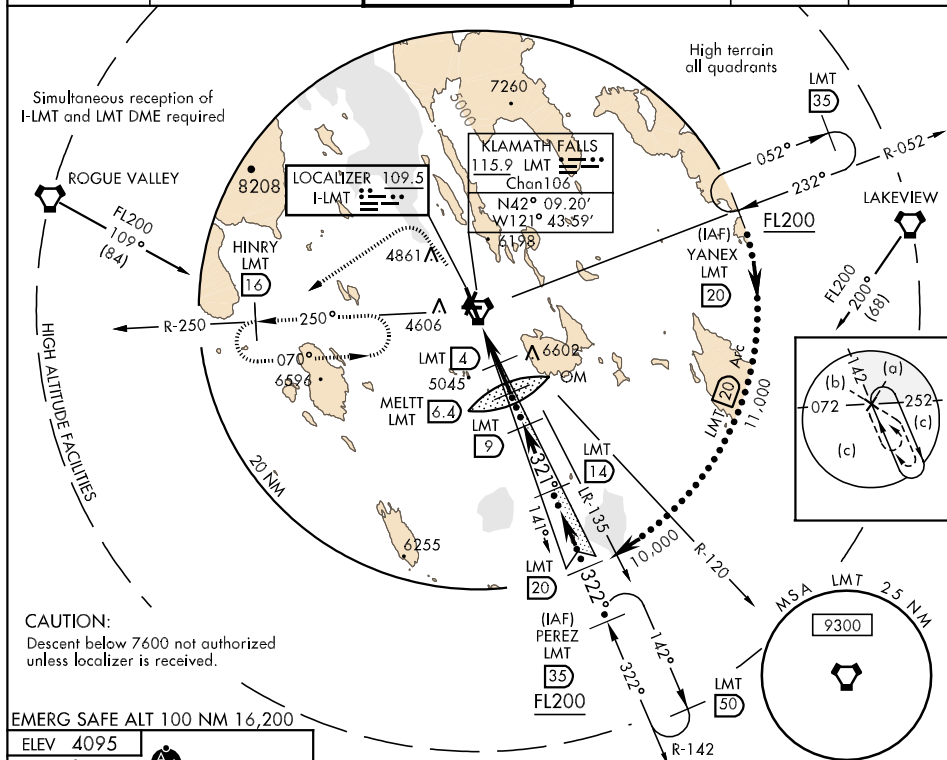 High terrain
all quadrants
Simultaneous reception of
I-LMT and LMT DME required
7260
5000
LMT
35
052°
R-052
232°
ROGUE VALLEY
8208
LOCALIZER 109.5
I-LMT
KLAMATH FALLS
115.9 LMT
Chan 106
N42° 09.20'
W121° 43.59'
6198
FL200
LAKEVIEW
FL200
109°
(84)
HINRY
LMT
16
4861
(IAF)
YANEX
LMT
20
FL200
200°
(68)
R-250
250°
4606
070°
6596
LMT 4
6602
5045
OM
MELTT
LMT 6.4
LMT
9
LMT 20 Arc
11,000
142°
(a)
(b)
072
252
(c)
(c)
HIGH ALTITUDE FACILITIES
20 NM
321°
LMT
14
141°
LR-135
10,000
R-120
6255
LMT
20
322°
(IAF)
PEREZ
LMT
35
FL200
142°
322°
LMT
50
R-142
MSA LMT 25 NM
9300
CAUTION:
Descent below 7600 not authorized
unless localizer is received.
EMERG SAFE ALT 100 NM 16,200
ELEV 4095
A